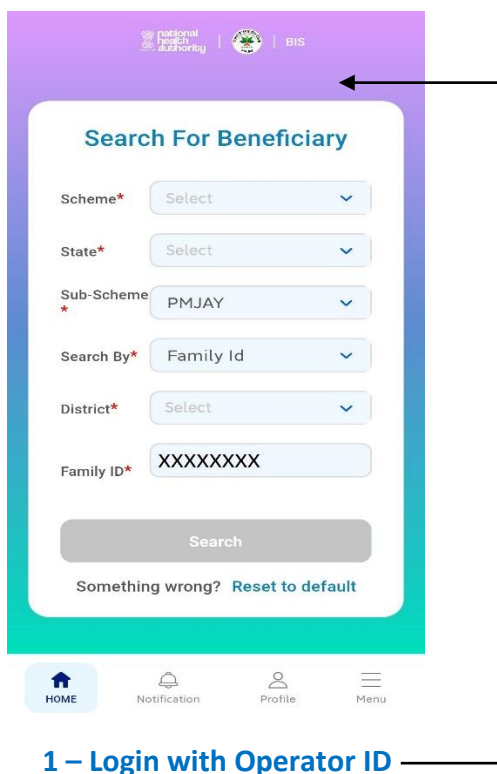 national
health
authority
BIS
Search For Beneficiary
Scheme* Select
State* Select
Sub-Scheme* PMJAY
Search By* Family Id
District* Select
Family ID* XXXXXXXX
Search
Something wrong? Reset to default
HOME Notification Profile Menu
1 – Login with Operator ID